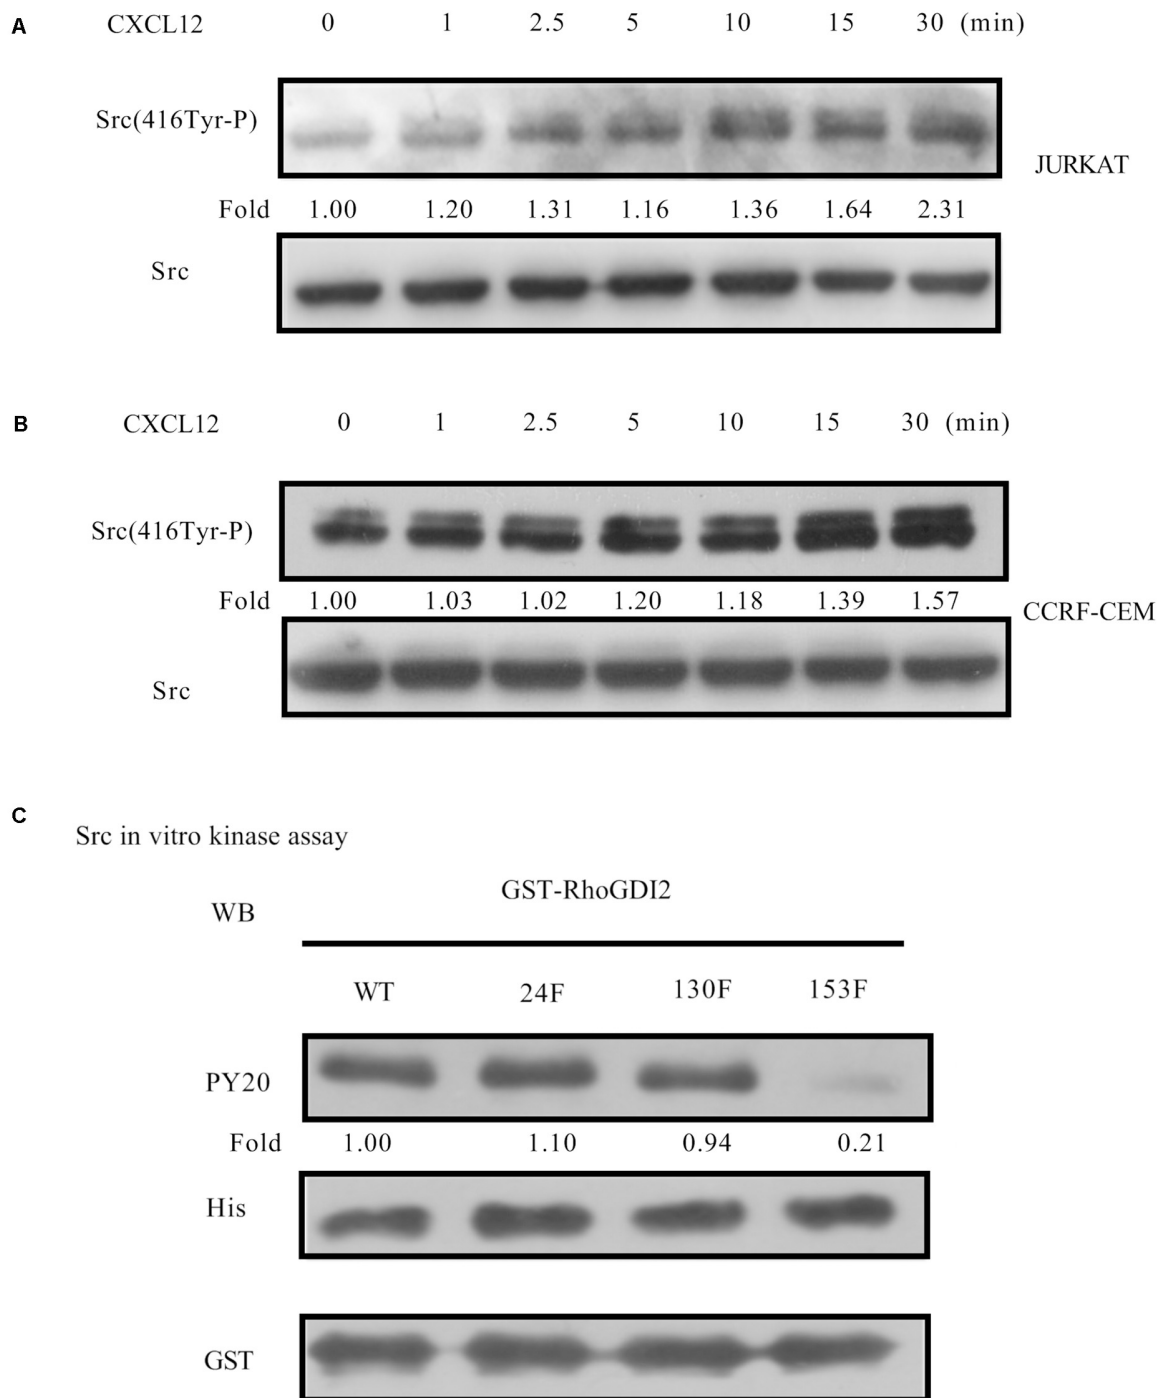 A
CXCL12 0 1 2.5 5 10 15 30 (min)
Src(416Tyr-P)
JURKAT
Fold 1.00 1.20 1.31 1.16 1.36 1.64 2.31
Src
B
CXCL12 0 1 2.5 5 10 15 30 (min)
Src(416Tyr-P)
Fold 1.00 1.03 1.02 1.20 1.18 1.39 1.57
CCRF-CEM
Src
C
Src in vitro kinase assay
GST-RhoGDI2
WB
WT 24F 130F 153F
PY20
Fold 1.00 1.10 0.94 0.21
His
GST